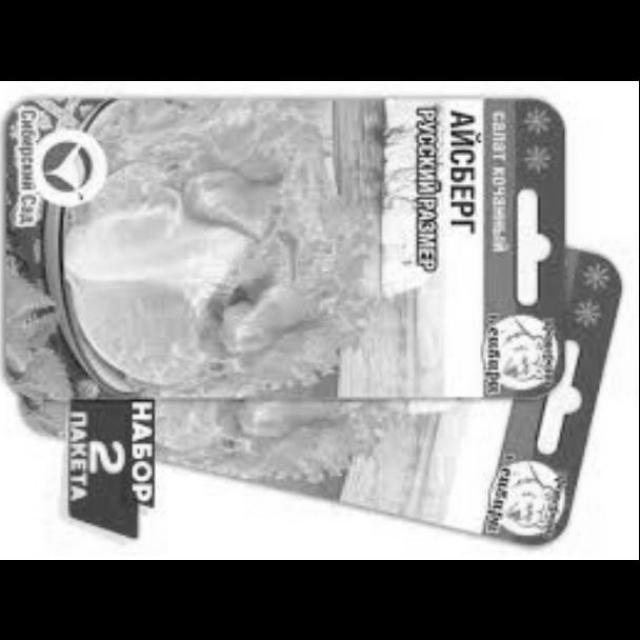 салат кочанный
АЙСБЕРГ
РУССКИЙ РАЗМЕР
Сибирский Сад
НАБОР
2
ПАКЕТА